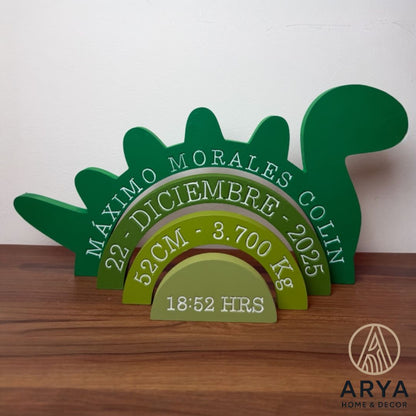 MÁXIMO MORALES COLIN
22 - DICIEMBRE - 2025
52CM - 3.700 Kg
18:52 HRS
ARYA
HOME & DECOR